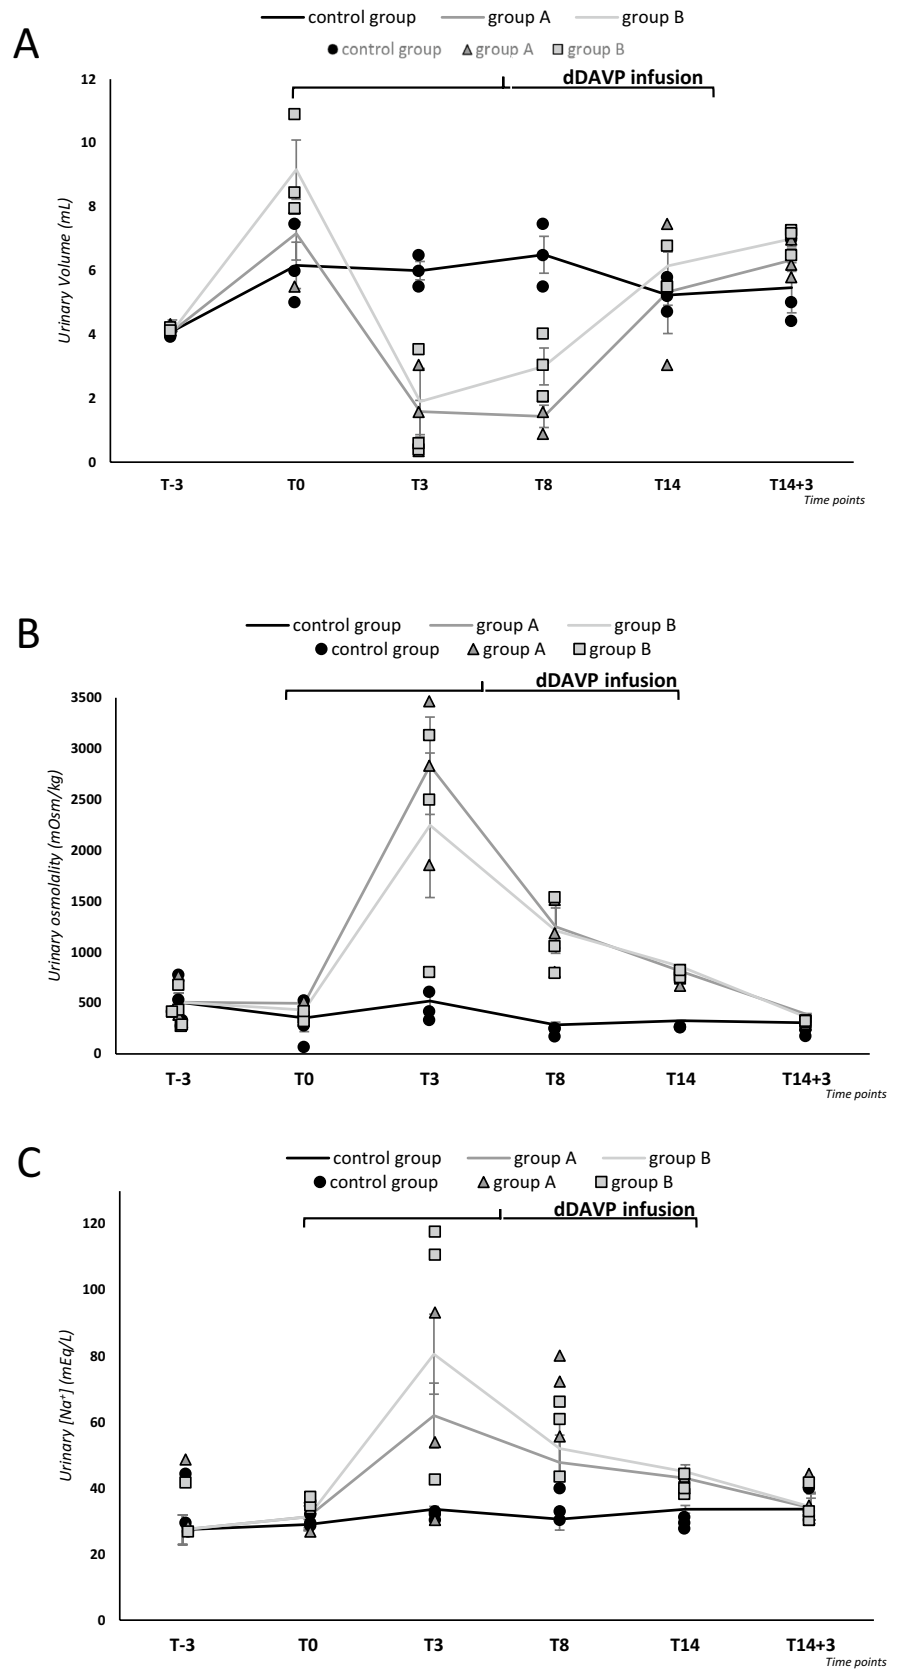 A
control group group A group B
control group group A group B
dDAVP infusion
12
10
8
6
4
2
0
Urinary Volume (mL)
T-3 T0 T3 T8 T14 T14+3
Time points
B
control group group A group B
control group group A group B
dDAVP infusion
3500
3000
2500
2000
1500
1000
500
0
Urinary osmolality (mOsm/kg)
T-3 T0 T3 T8 T14 T14+3
Time points
C
control group group A group B
control group group A group B
dDAVP infusion
120
100
80
60
40
20
0
Urinary [Na⁺] (mEq/L)
T-3 T0 T3 T8 T14 T14+3
Time points